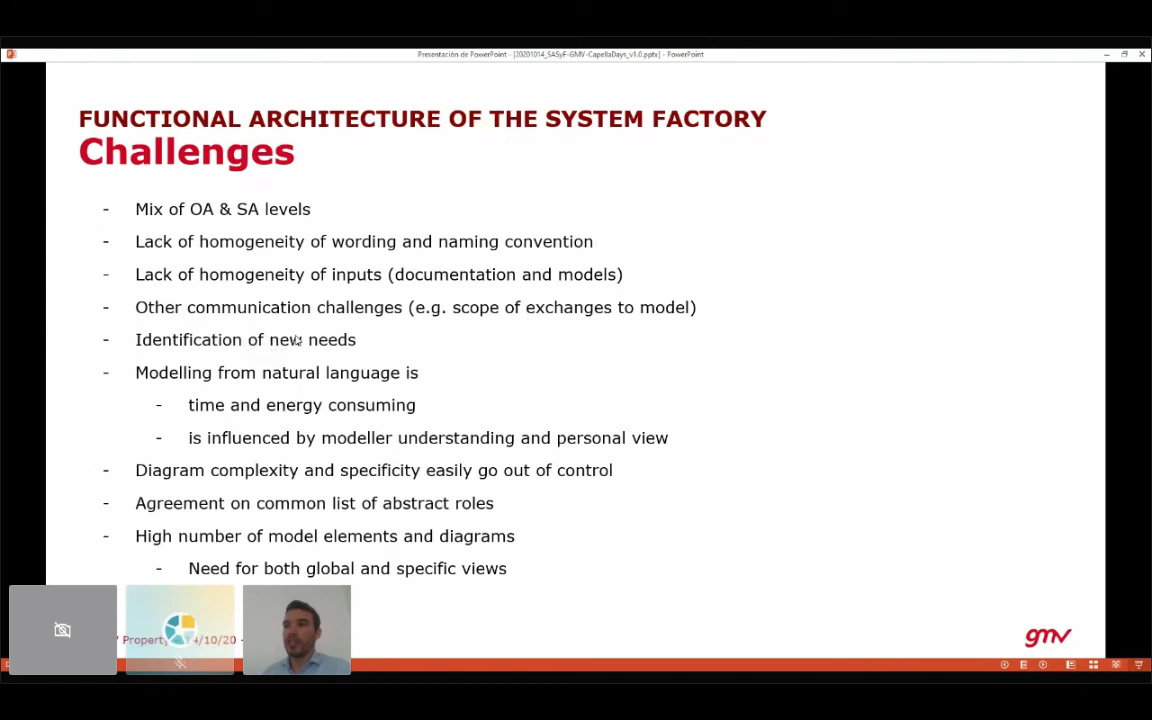 Presentación de PowerPoint - [20201014_SASyF-GMV-CapellaDays_v1.0.pptx] - PowerPoint
FUNCTIONAL ARCHITECTURE OF THE SYSTEM FACTORY
Challenges
- Mix of OA & SA levels
- Lack of homogeneity of wording and naming convention
- Lack of homogeneity of inputs (documentation and models)
- Other communication challenges (e.g. scope of exchanges to model)
- Identification of new needs
- Modelling from natural language is
- time and energy consuming
- is influenced by modeller understanding and personal view
- Diagram complexity and specificity easily go out of control
- Agreement on common list of abstract roles
- High number of model elements and diagrams
- Need for both global and specific views
Property 14/10/20 -
gmv